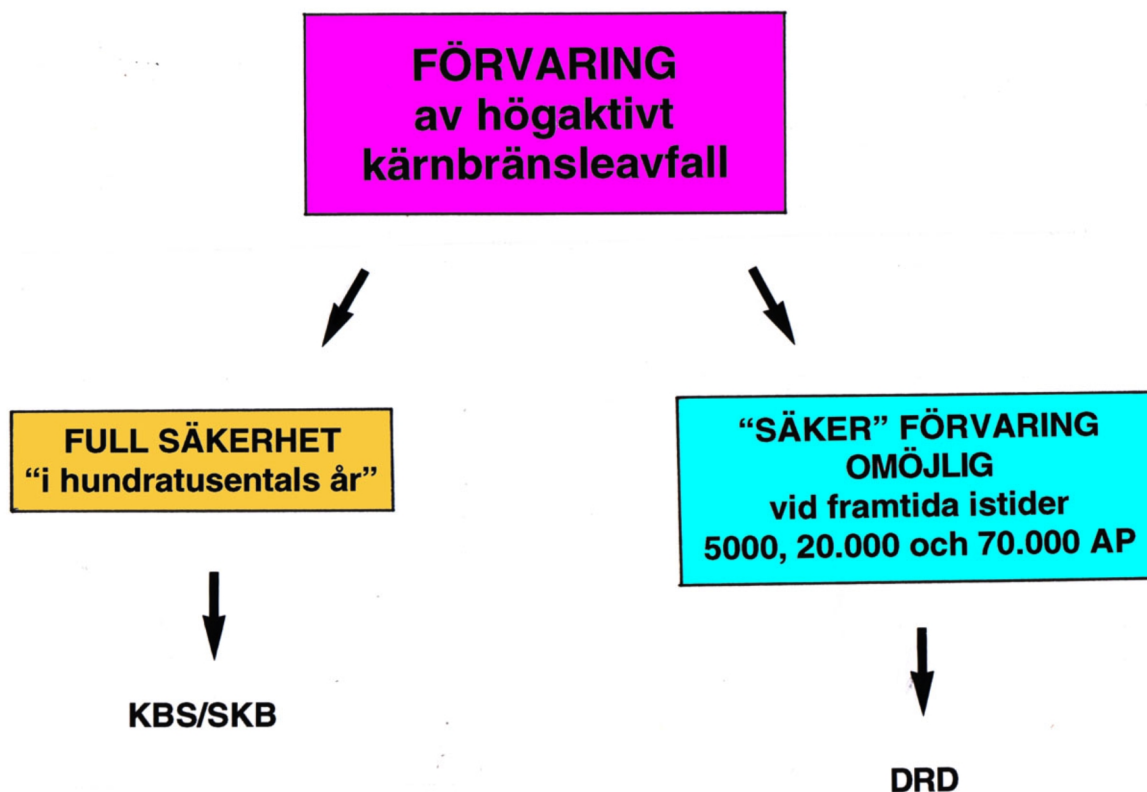 FÖRVARING
av högaktivt
kärnbränsleavfall
FULL SÄKERHET
“i hundratusentals år”
KBS/SKB
“SÄKER” FÖRVARING
OMÖJLIG
vid framtida istider
5000, 20.000 och 70.000 AP
DRD